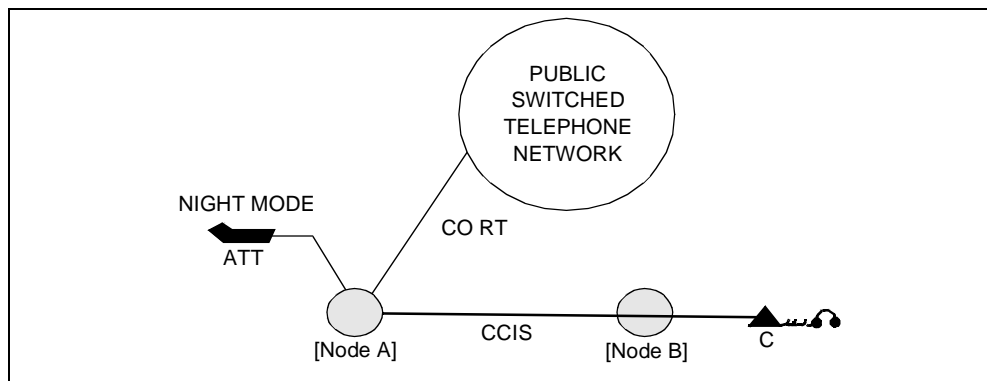 PUBLIC
SWITCHED
TELEPHONE
NETWORK
NIGHT MODE
CO RT
ATT
CCIS
[Node A]
[Node B]
C